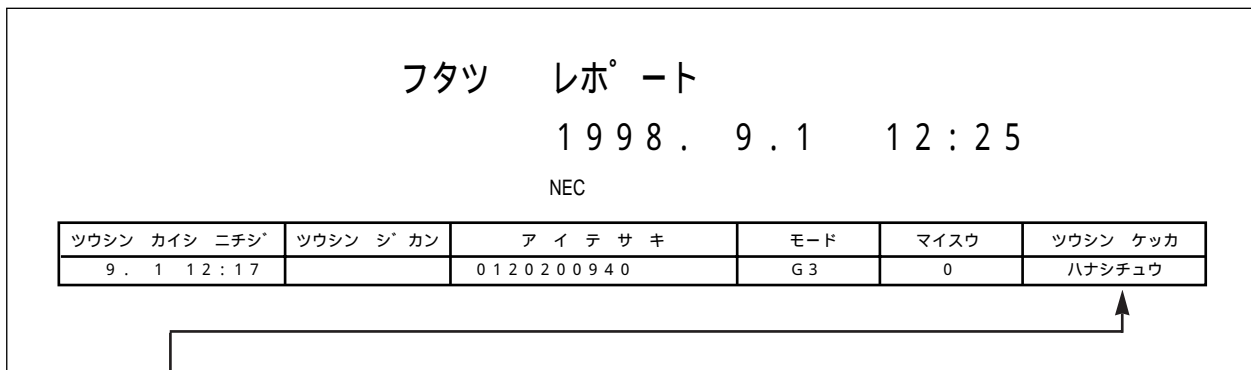 フタツ レポート
1998. 9.1 12:25
NEC
ツウシン カイシ ニチジ ツウシン ジカン アイテサキ モード マイスウ ツウシン ケッカ
9. 1 12:17 0120200940 G3 0 ハナシチュウ